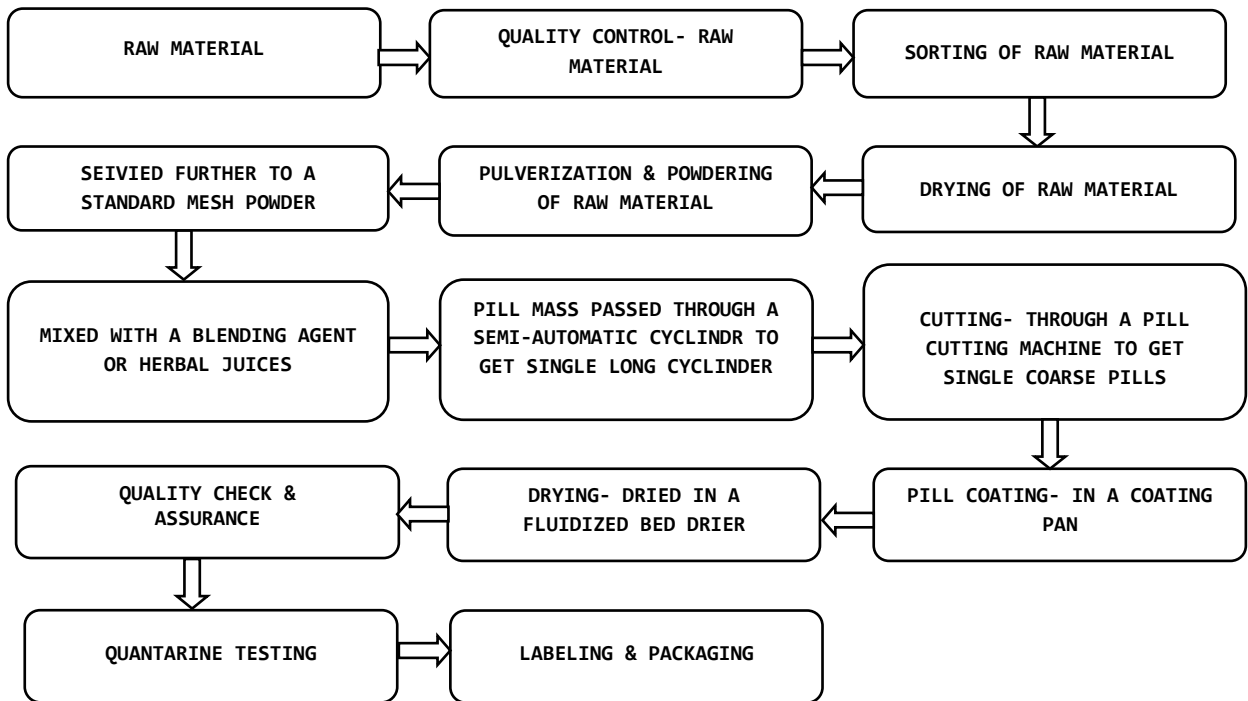 RAW MATERIAL
QUALITY CONTROL- RAW
MATERIAL
SORTING OF RAW MATERIAL
DRYING OF RAW MATERIAL
PULVERIZATION & POWDERING
OF RAW MATERIAL
SEIVIED FURTHER TO A
STANDARD MESH POWDER
MIXED WITH A BLENDING AGENT
OR HERBAL JUICES
PILL MASS PASSED THROUGH A
SEMI-AUTOMATIC CYCLINDR TO
GET SINGLE LONG CYCLINDER
CUTTING- THROUGH A PILL
CUTTING MACHINE TO GET
SINGLE COARSE PILLS
PILL COATING- IN A COATING
PAN
DRYING- DRIED IN A
FLUIDIZED BED DRIER
QUALITY CHECK &
ASSURANCE
QUANTARINE TESTING
LABELING & PACKAGING